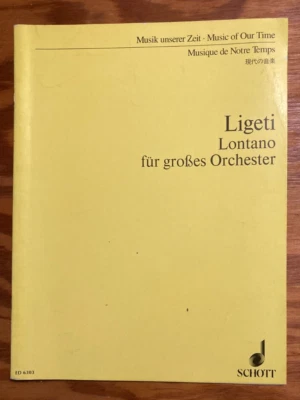 Musik unserer Zeit · Music of Our Time
Musique de Notre Temps
現代の音楽
Ligeti
Lontano
für großes Orchester
SCHOTT